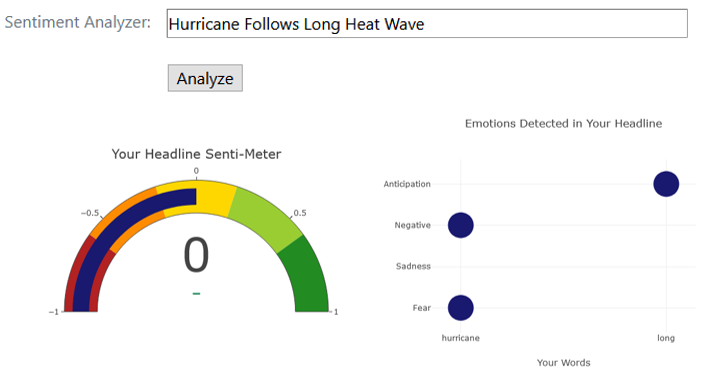 Sentiment Analyzer: Hurricane Follows Long Heat Wave
Analyze
Your Headline Senti-Meter
0
−0.5
0.5
−1
1
0
-
Emotions Detected in Your Headline
Anticipation
Negative
Sadness
Fear
hurricane
long
Your Words